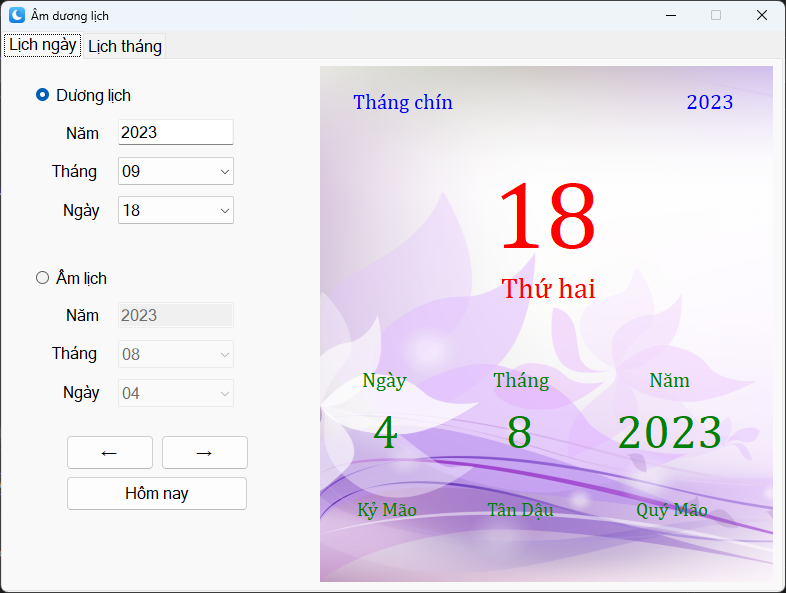 Âm dương lịch
Lịch ngày Lịch tháng
Dương lịch
Năm 2023
Tháng 09
Ngày 18
Âm lịch
Năm 2023
Tháng 08
Ngày 04
← →
Hôm nay
Tháng chín 2023
18
Thứ hai
Ngày Tháng Năm
4 8 2023
Kỷ Mão Tân Dậu Quý Mão